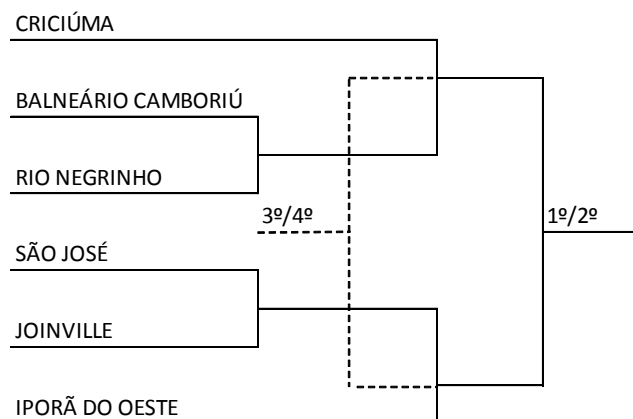 CRICIÚMA
BALNEÁRIO CAMBORIÚ
RIO NEGRINHO
3º/4º
1º/2º
SÃO JOSÉ
JOINVILLE
IPORÃ DO OESTE